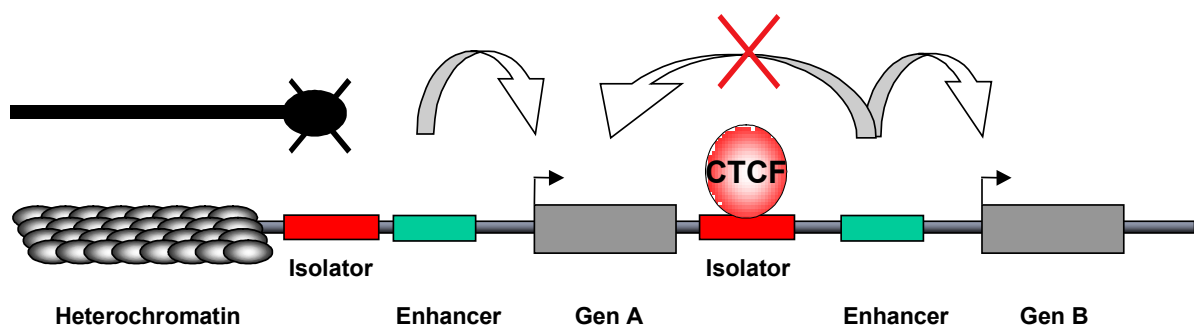 CTCF
Isolator
Isolator
Heterochromatin
Enhancer
Gen A
Enhancer
Gen B